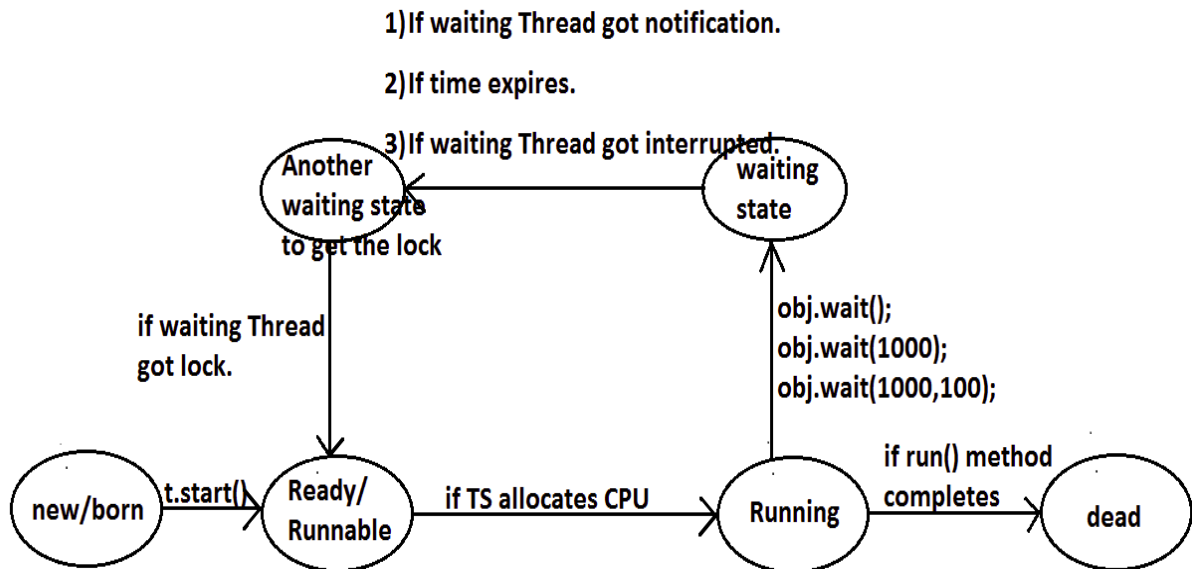 1) If waiting Thread got notification.
2) If time expires.
3) If waiting Thread got interrupted.
Another
waiting state
to get the lock
waiting
state
if waiting Thread
got lock.
obj.wait();
obj.wait(1000);
obj.wait(1000,100);
new/born
t.start()
Ready/
Runnable
if TS allocates CPU
Running
if run() method
completes
dead